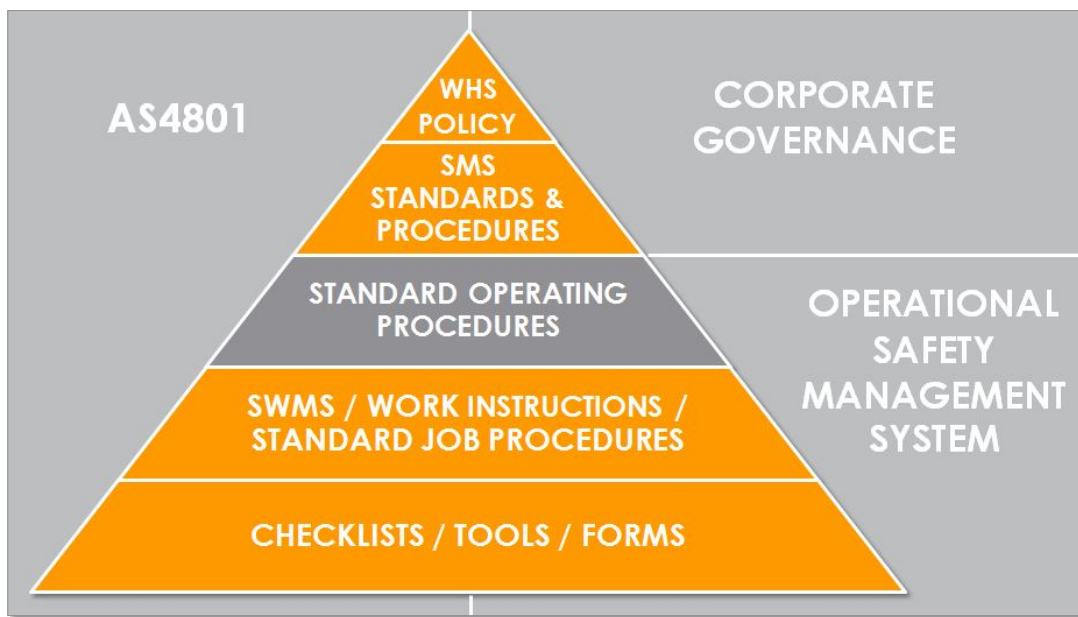 AS4801
WHS
POLICY
SMS
STANDARDS &
PROCEDURES
STANDARD OPERATING
PROCEDURES
SWMS / WORK INSTRUCTIONS /
STANDARD JOB PROCEDURES
CHECKLISTS / TOOLS / FORMS
CORPORATE
GOVERNANCE
OPERATIONAL
SAFETY
MANAGEMENT
SYSTEM